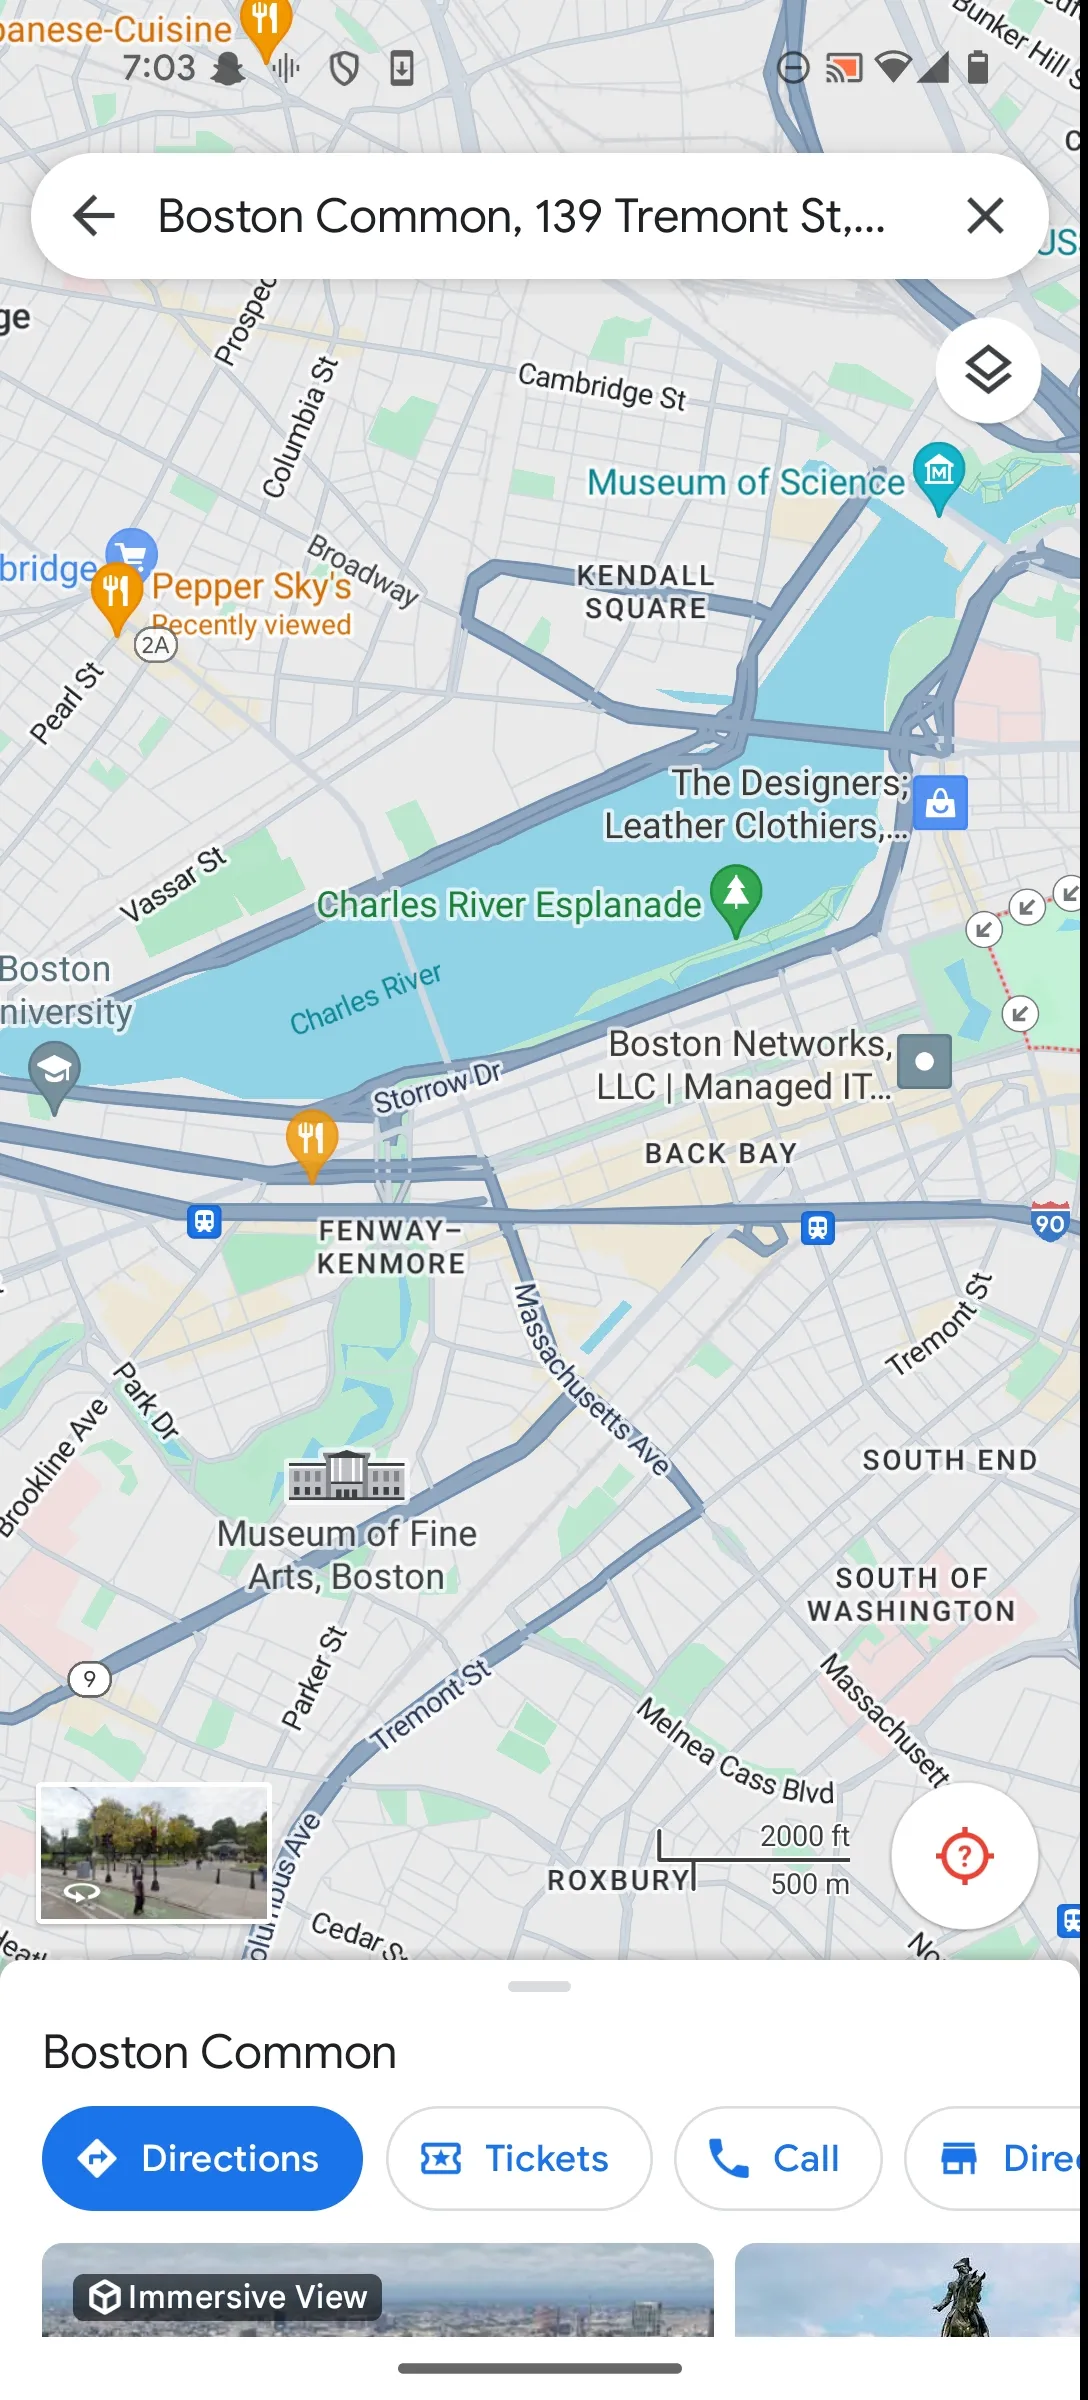 anese-Cuisine
7:03
Bunker Hill S
Boston Common, 139 Tremont St,...
US
ge
Prospec
Columbia St
Cambridge St
Museum of Science
Broadway
KENDALL
SQUARE
bridge
Pepper Sky's
Recently viewed
2A
Pearl St
The Designers;
Leather Clothiers,...
Vassar St
Charles River Esplanade
Boston
niversity
Charles River
Boston Networks,
LLC | Managed IT...
Storrow Dr
BACK BAY
90
FENWAY–
KENMORE
Massachusetts Ave
Tremont St
Park Dr
Brookline Ave
SOUTH END
Museum of Fine
Arts, Boston
SOUTH OF
WASHINGTON
Parker St
9
Tremont St
Massachusett
Melnea Cass Blvd
2000 ft
500 m
ROXBURY
olumbus Ave
Cedar S
No
Boston Common
Directions
Tickets
Call
Dire
Immersive View